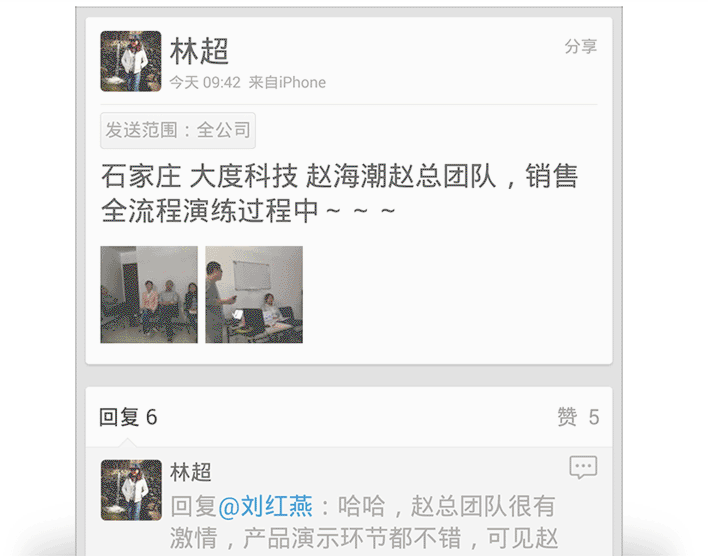 林超
分享
今天 09:42 来自iPhone
发送范围：全公司
石家庄 大度科技 赵海潮赵总团队，销售
全流程演练过程中～～～
回复 6
赞 5
林超
回复@刘红燕：哈哈，赵总团队很有
激情，产品演示环节都不错，可见赵